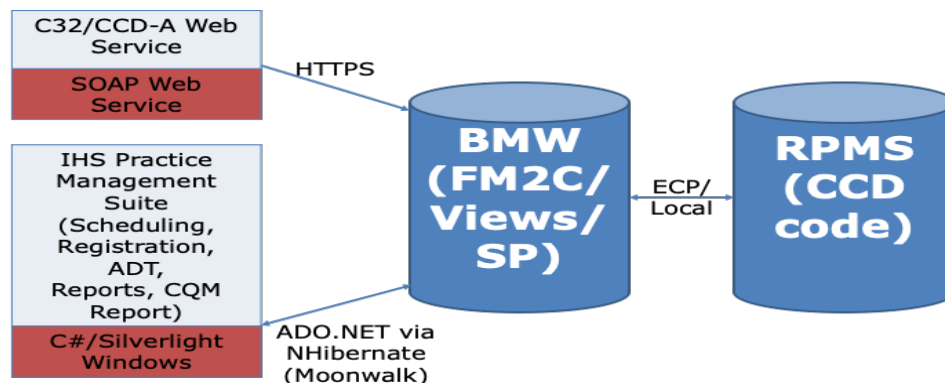 C32/CCD-A Web
Service
SOAP Web
Service
HTTPS
IHS Practice
Management
Suite
(Scheduling,
Registration,
ADT,
Reports, CQM
Report)
C#/Silverlight
Windows
ADO.NET via
NHibernate
(Moonwalk)
BMW
(FM2C/
Views/
SP)
ECP/
Local
RPMS
(CCD
code)